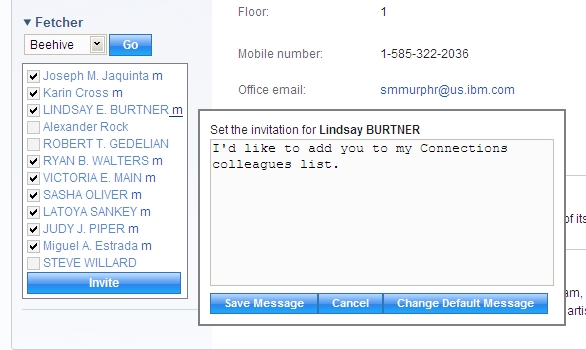 Fetcher
Beehive Go
Joseph M. Jaquinta m
Karin Cross m
LINDSAY E. BURTNER m
Alexander Rock
ROBERT T. GEDELIAN
RYAN B. WALTERS m
VICTORIA E. MAIN m
SASHA OLIVER m
LATOYA SANKEY m
JUDY J. PIPER m
Miguel A. Estrada m
STEVE WILLARD
Invite
Floor: 1
Mobile number: 1-585-322-2036
Office email: smmurphr@us.ibm.com
Set the invitation for Lindsay BURTNER
I'd like to add you to my Connections
colleagues list.
Save Message Cancel Change Default Message
of its